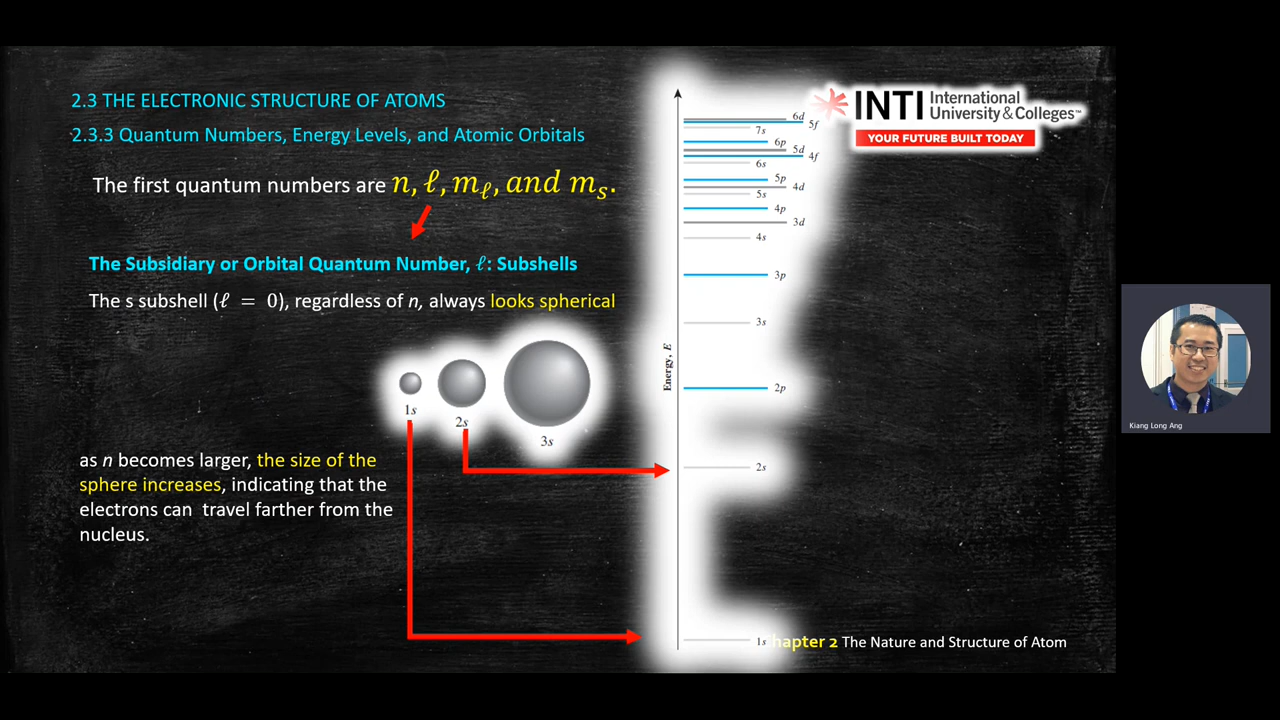 2.3 THE ELECTRONIC STRUCTURE OF ATOMS
2.3.3 Quantum Numbers, Energy Levels, and Atomic Orbitals
The first quantum numbers are n, ℓ, mℓ, and ms.
The Subsidiary or Orbital Quantum Number, ℓ: Subshells
The s subshell (ℓ = 0), regardless of n, always looks spherical
1s
2s
3s
as n becomes larger, the size of the
sphere increases, indicating that the
electrons can travel farther from the
nucleus.
Energy, E
6d
5f
7s
6p
5d
4f
6s
5p
4d
5s
4p
3d
4s
3p
3s
2p
2s
1s
INTI International
University & Colleges™
YOUR FUTURE BUILT TODAY
hapter 2 The Nature and Structure of Atom
Kiang Long Ang